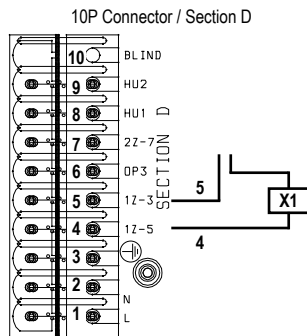 10P Connector / Section D
10 BLIND
9 HU2
8 HU1
7 2Z-7
6 OP3
5 1Z-3
4 1Z-5
3
2 N
1 L
SECTION D
5
X1
4